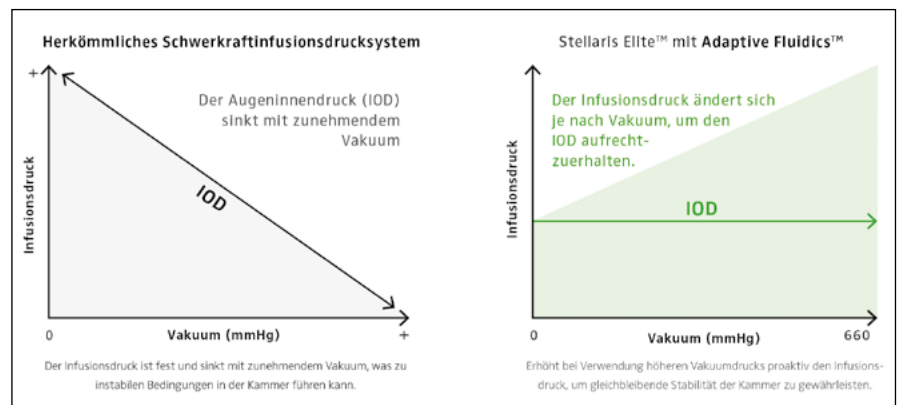 Herkömmliches Schwerkraftinfusionsdrucksystem
+
Der Augeninnendruck (IOD)
sinkt mit zunehmendem
Vakuum
Infusionsdruck
IOD
0
Vakuum (mmHg)
+
Der Infusionsdruck ist fest und sinkt mit zunehmendem Vakuum, was zu
instabilen Bedingungen in der Kammer führen kann.
Stellaris Elite™ mit Adaptive Fluidics™
Der Infusionsdruck ändert sich
je nach Vakuum, um den
IOD aufrecht-
zuerhalten.
Infusionsdruck
IOD
0
Vakuum (mmHg)
660
Erhöht bei Verwendung höheren Vakuumdrucks proaktiv den Infusions-
druck, um gleichbleibende Stabilität der Kammer zu gewährleisten.